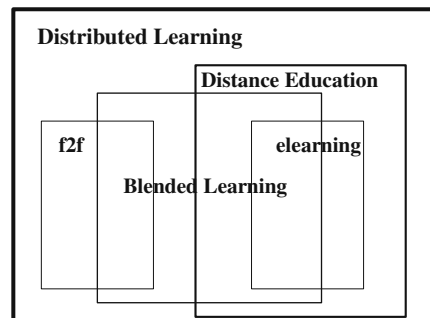 Distributed Learning
Distance Education
f2f
elearning
Blended Learning